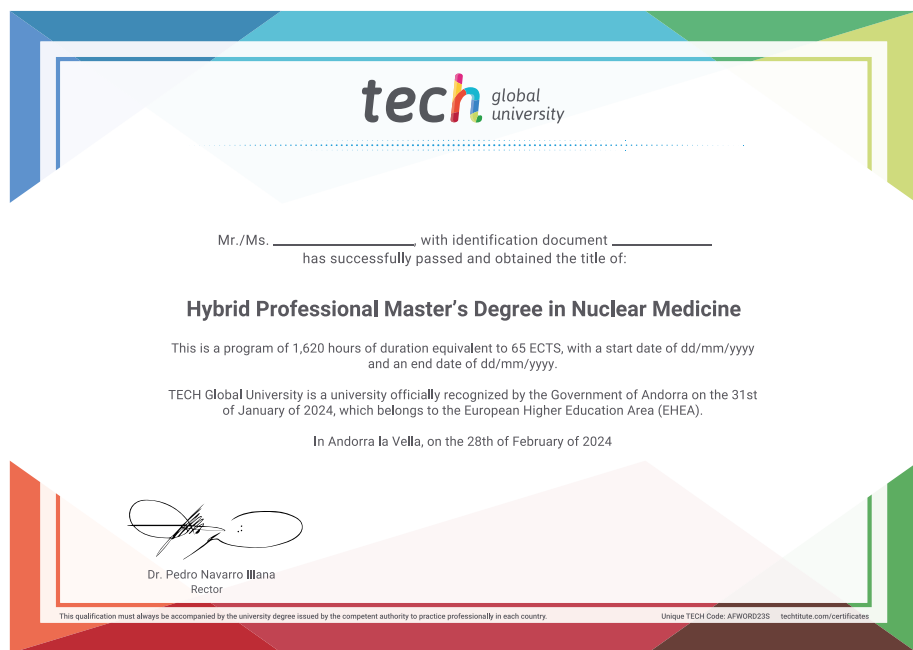 tech global university
Mr./Ms. ____________________, with identification document ______________
has successfully passed and obtained the title of:
Hybrid Professional Master's Degree in Nuclear Medicine
This is a program of 1,620 hours of duration equivalent to 65 ECTS, with a start date of dd/mm/yyyy
and an end date of dd/mm/yyyy.
TECH Global University is a university officially recognized by the Government of Andorra on the 31st
of January of 2024, which belongs to the European Higher Education Area (EHEA).
In Andorra la Vella, on the 28th of February of 2024
Dr. Pedro Navarro Illana
Rector
This qualification must always be accompanied by the university degree issued by the competent authority to practice professionally in each country. Unique TECH Code: AFWORD23S techtitute.com/certificates